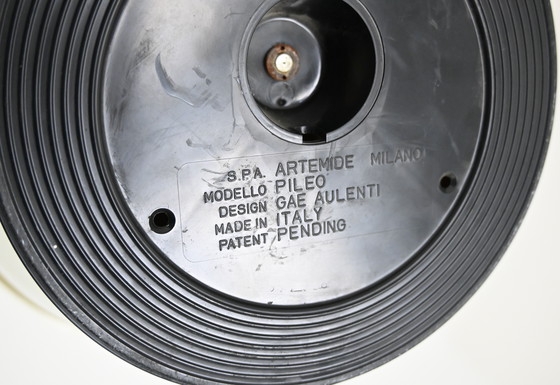 S.P.A. ARTEMIDE MILANO
MODELLO PILEO
DESIGN GAE AULENTI
MADE IN ITALY
PATENT PENDING